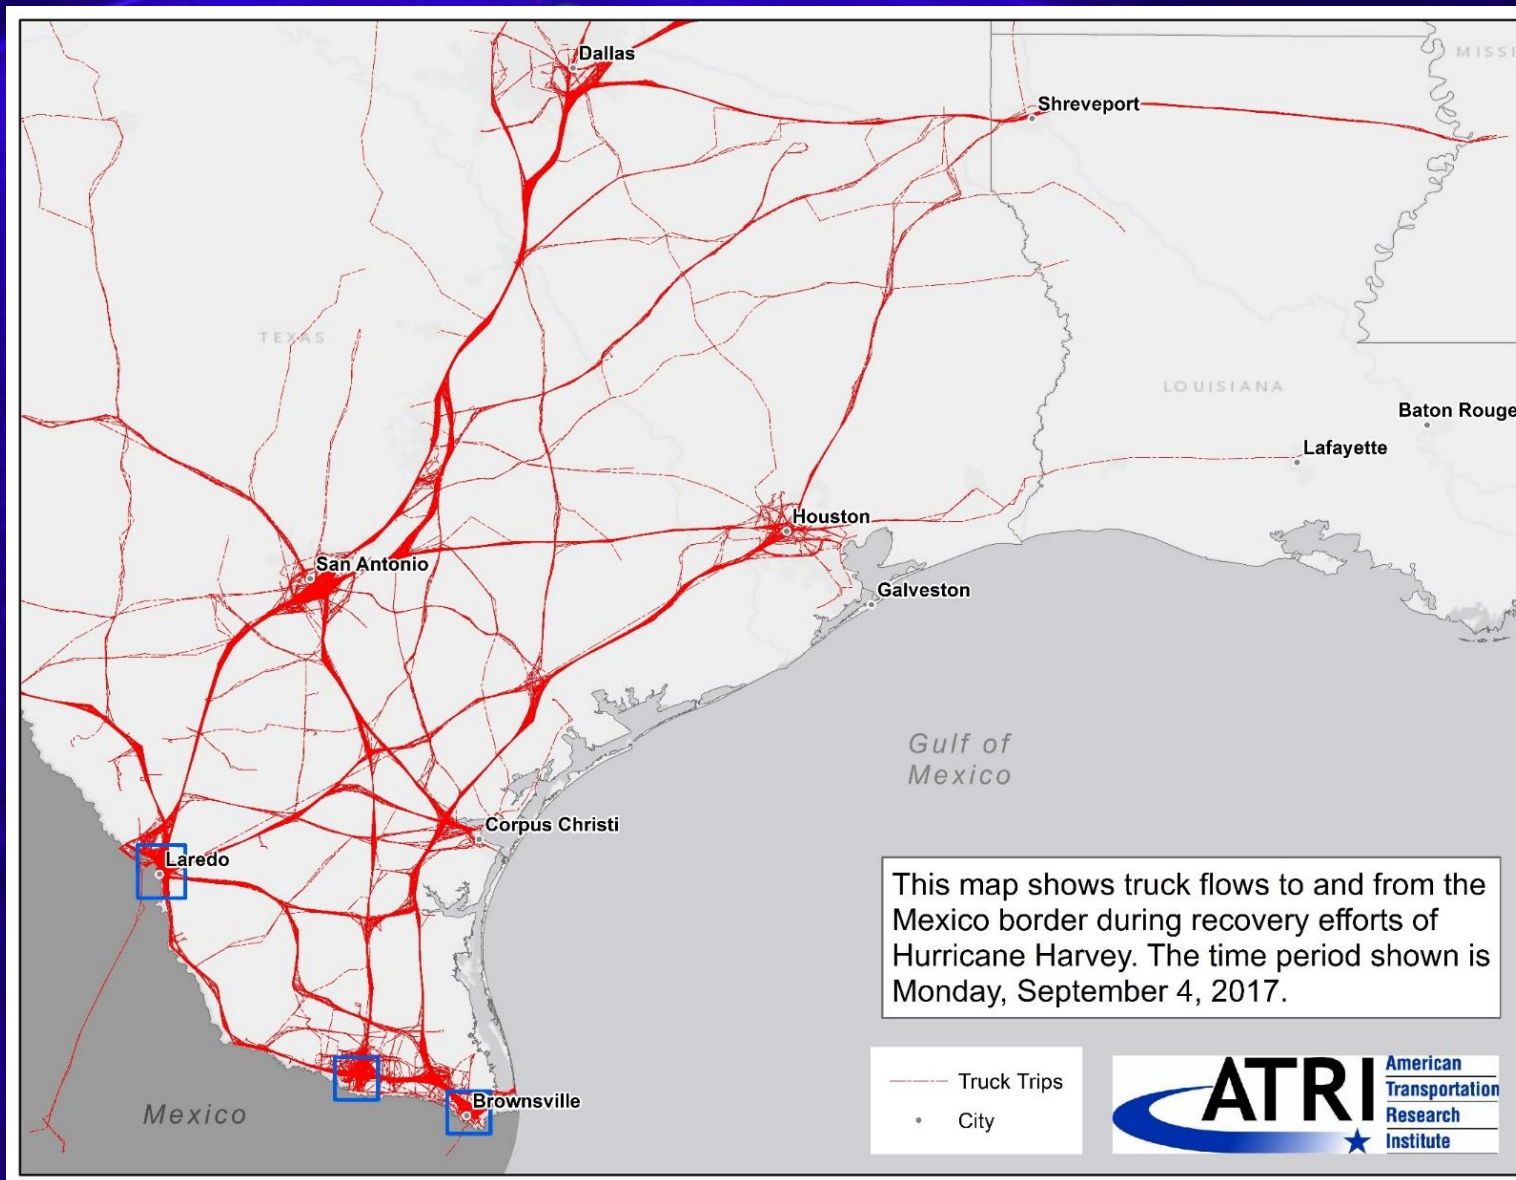 Dallas
MISSI
Shreveport
TEXAS
LOUISIANA
Baton Rouge
Lafayette
Houston
San Antonio
Galveston
Gulf of
Mexico
Corpus Christi
Laredo
This map shows truck flows to and from the
Mexico border during recovery efforts of
Hurricane Harvey. The time period shown is
Monday, September 4, 2017.
Truck Trips
City
Brownsville
Mexico
ATRI
American
Transportation
Research
Institute